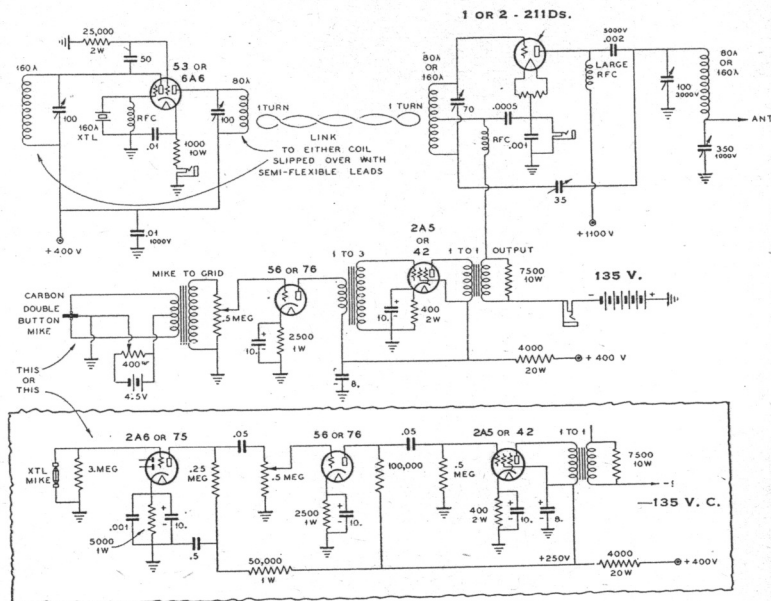 1 OR 2 - 211Ds.
25,000
2W
50
53 OR
6A6
160λ
80λ
100
160λ
XTL
RFC
.01
1000
10W
100
1 TURN
1 TURN
LINK
TO EITHER COIL
SLIPPED OVER WITH
SEMI-FLEXIBLE LEADS
.01
1000V
+400V
80λ
OR
160λ
70
.0005
RFC
.001
35
LARGE
RFC
5000V
.002
100
3000V
80λ
OR
160λ
ANT
350
1000V
+1100V
MIKE TO GRID
56 OR 76
1 TO 3
2A5
OR
42
1 TO 1 OUTPUT
CARBON
DOUBLE
BUTTON
MIKE
.5 MEG
400ω
4.5V
10.
2500
1W
10.
400
2W
8.
7500
10W
135 V.
- +
4000
20W
+ 400 V
THIS
OR
THIS
2A6 OR 75
.05
56 OR 76
.05
2A5 OR 42
1 TO 1
XTL
MIKE
3. MEG
.25
MEG
.5 MEG
100,000
.5
MEG
7500
10W
.001
10.
5000
1W
.5
2500
1W
10.
400
2W
10.
8.
—135 V. C.
50,000
1W
+250V
4000
20W
+400V